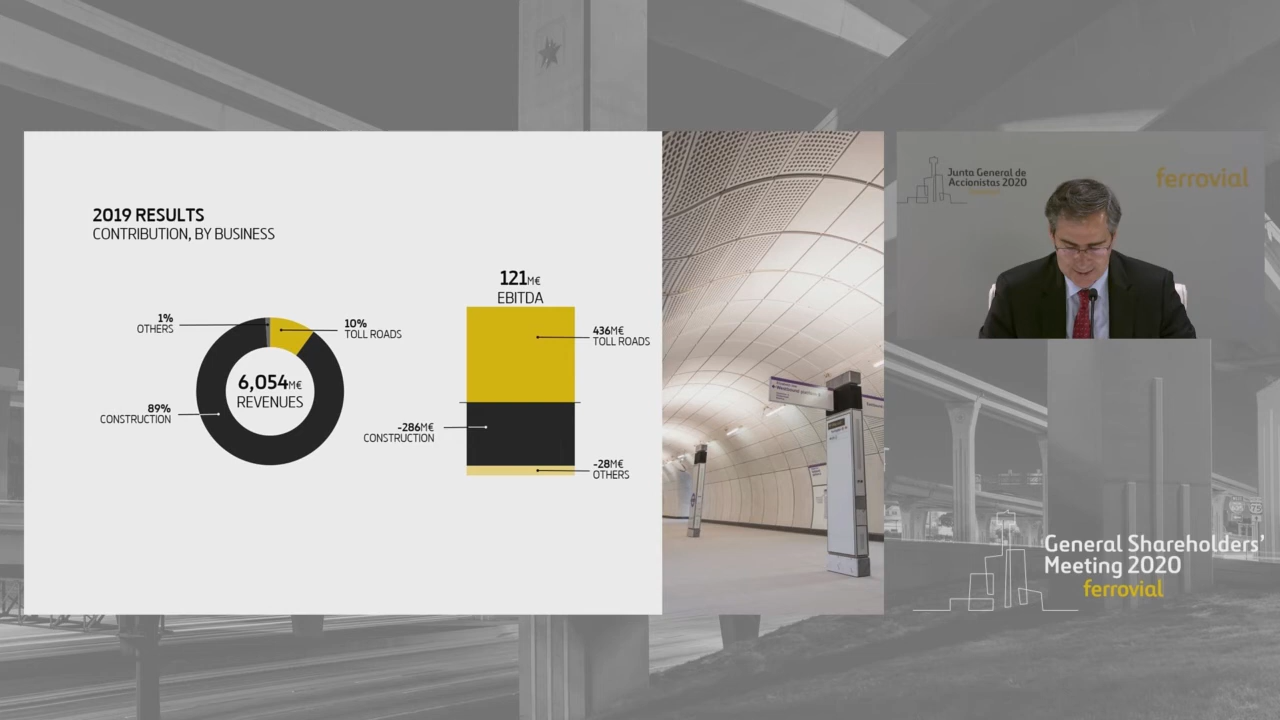 2019 RESULTS
CONTRIBUTION, BY BUSINESS
1%
OTHERS
10%
TOLL ROADS
6,054M€
REVENUES
89%
CONSTRUCTION
121M€
EBITDA
436M€
TOLL ROADS
-286M€
CONSTRUCTION
-28M€
OTHERS
Junta General de
Accionistas 2020
ferrovial
General Shareholders'
Meeting 2020
ferrovial